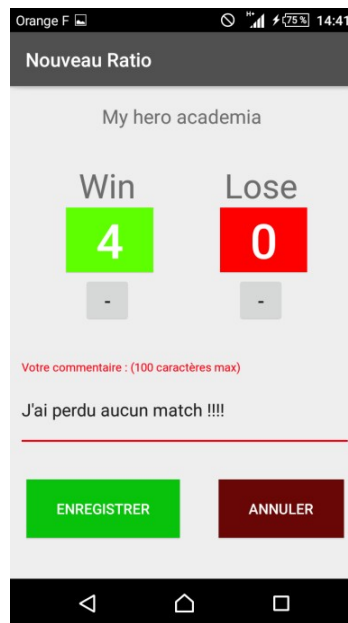 Orange F 75% 14:41
Nouveau Ratio
My hero academia
Win Lose
4 0
- -
Votre commentaire : (100 caractères max)
J'ai perdu aucun match !!!!
ENREGISTRER ANNULER